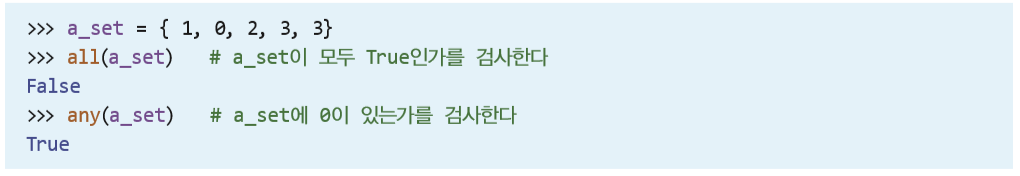 >>> a_set = { 1, 0, 2, 3, 3}
>>> all(a_set)   # a_set이 모두 True인가를 검사한다
False
>>> any(a_set)   # a_set에 0이 있는가를 검사한다
True